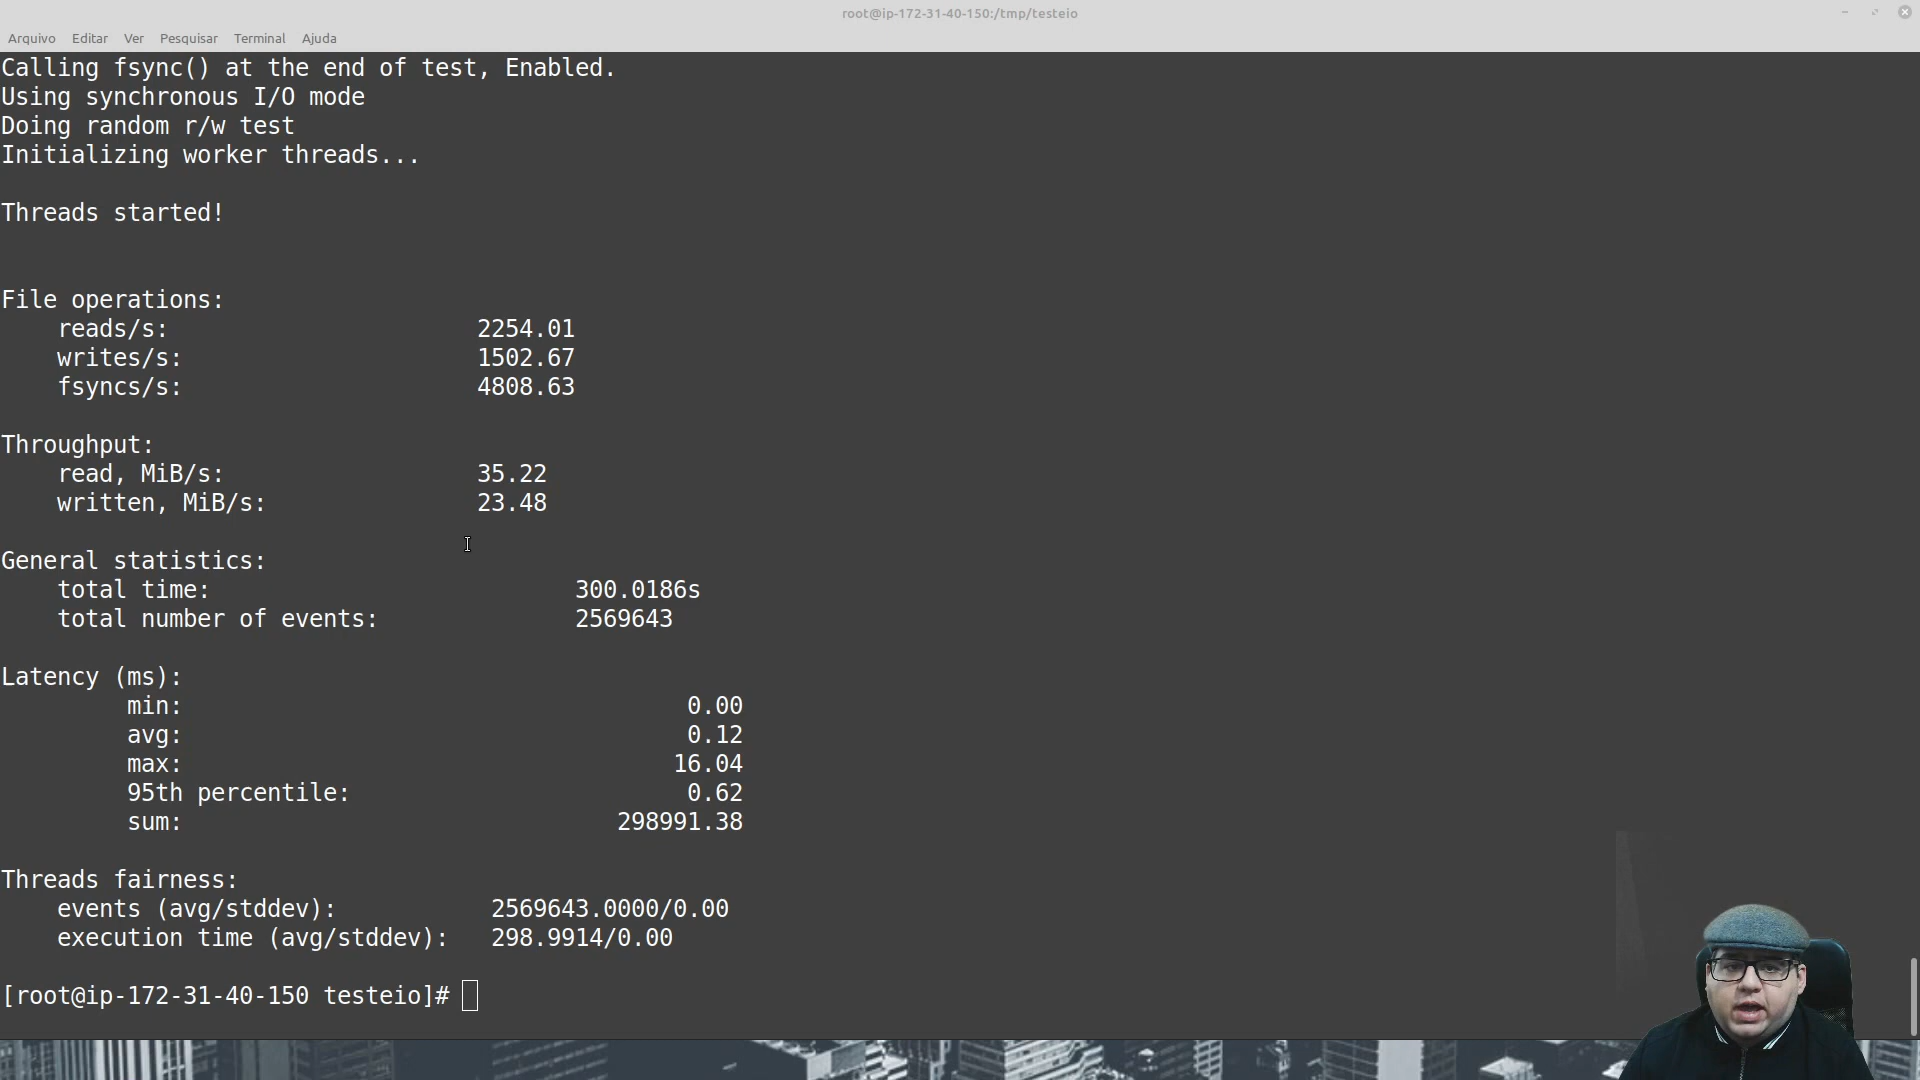 root@ip-172-31-40-150:/tmp/testeio
Arquivo Editar Ver Pesquisar Terminal Ajuda
Calling fsync() at the end of test, Enabled.
Using synchronous I/O mode
Doing random r/w test
Initializing worker threads...
Threads started!
File operations:
reads/s: 2254.01
writes/s: 1502.67
fsyncs/s: 4808.63
Throughput:
read, MiB/s: 35.22
written, MiB/s: 23.48
General statistics:
total time: 300.0186s
total number of events: 2569643
Latency (ms):
min: 0.00
avg: 0.12
max: 16.04
95th percentile: 0.62
sum: 298991.38
Threads fairness:
events (avg/stddev): 2569643.0000/0.00
execution time (avg/stddev): 298.9914/0.00
[root@ip-172-31-40-150 testeio]#